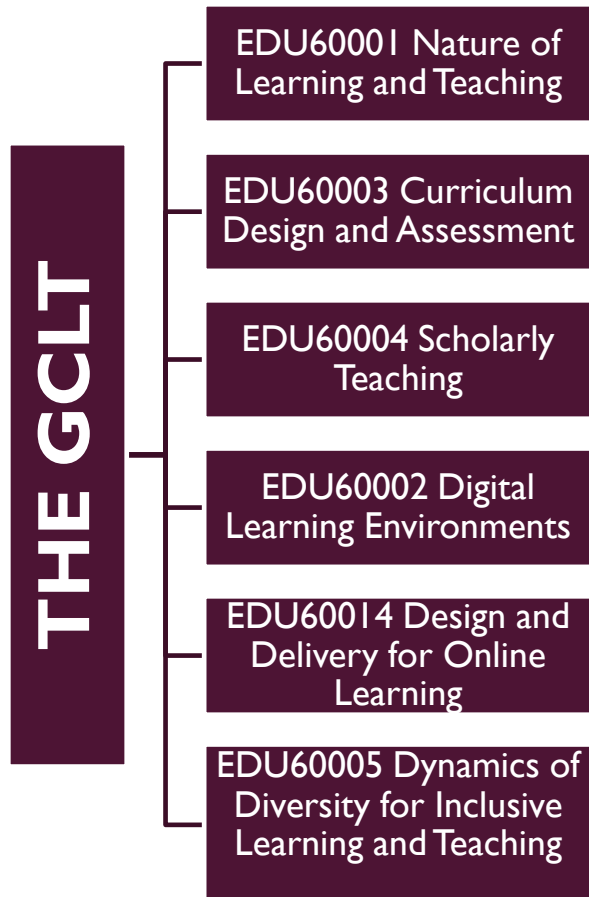 THE GCLT
EDU60001 Nature of
Learning and Teaching
EDU60003 Curriculum
Design and Assessment
EDU60004 Scholarly
Teaching
EDU60002 Digital
Learning Environments
EDU60014 Design and
Delivery for Online
Learning
EDU60005 Dynamics of
Diversity for Inclusive
Learning and Teaching